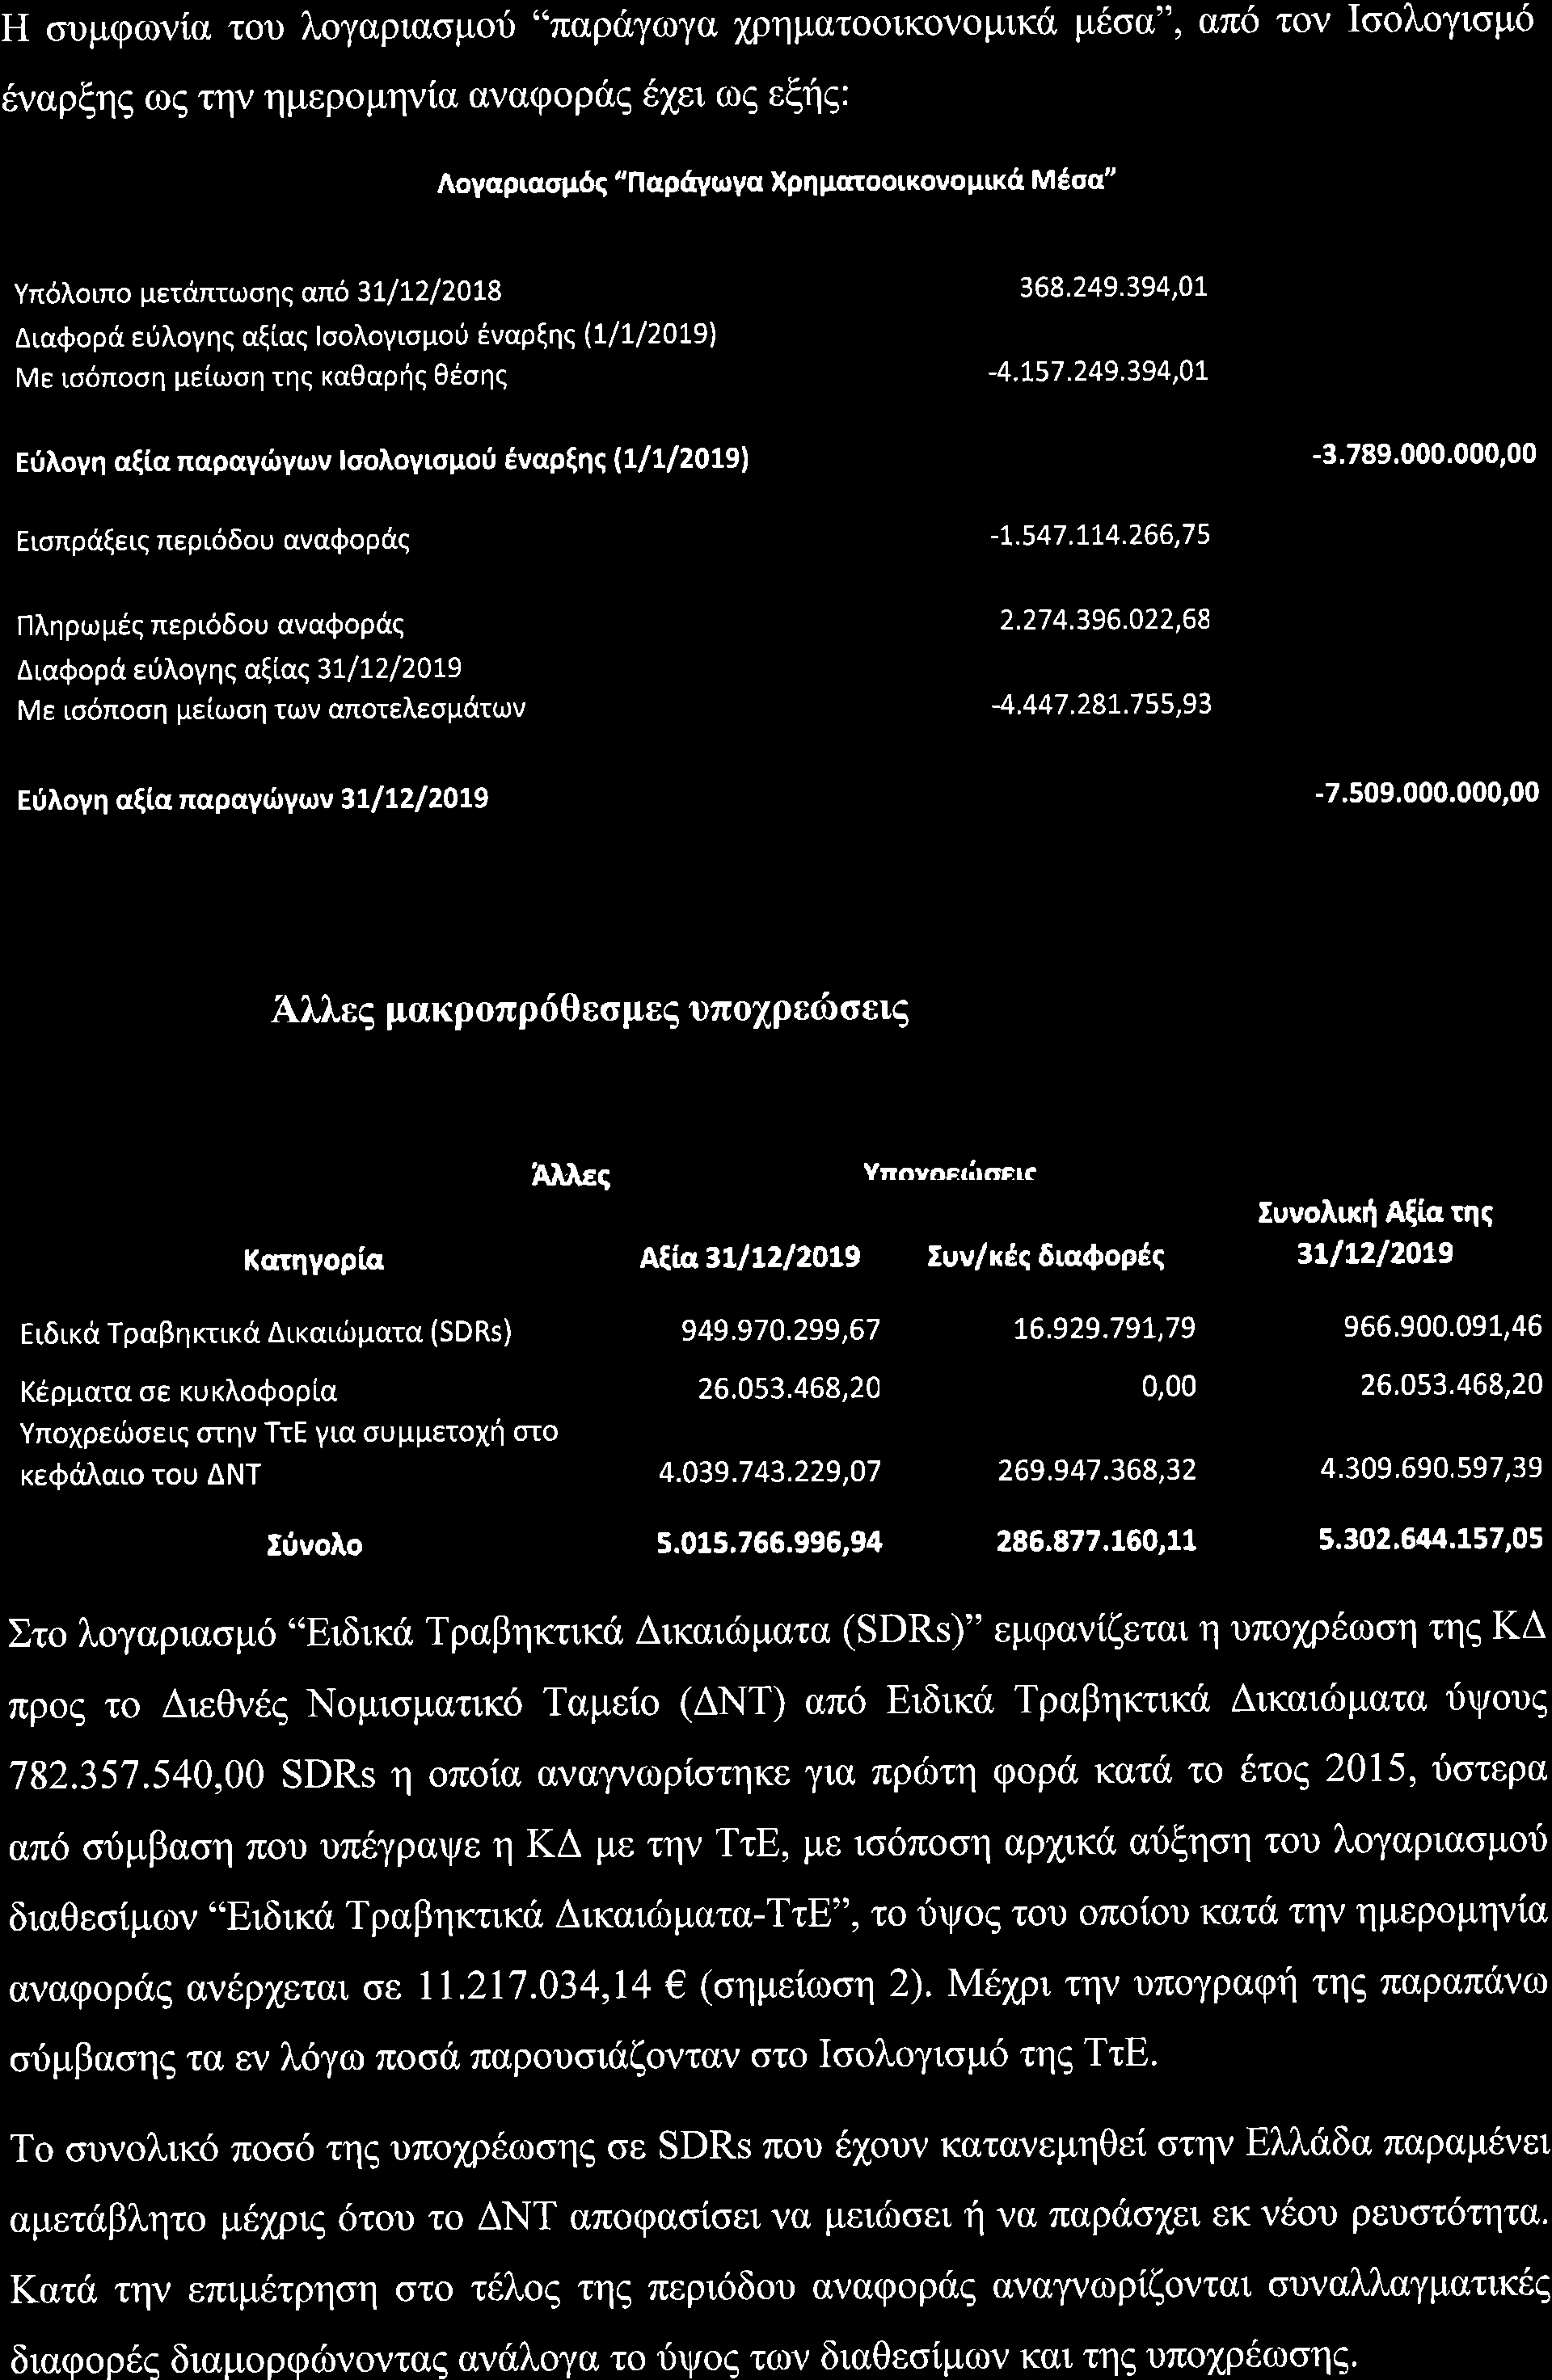 Η συμφωνία του λογαριασμού “παράγωγα χρηματοοικονομικά μέσα”, από τον Ισολογισμό
έναρξης ως την ημερομηνία αναφοράς έχει ως εξής:
Λογαριασμός "Παράγωγα Χρηματοοικονομικά Μέσα"
Υπόλοιπο μετάπτωσης από 31/12/2018 368.249.394,01
Διαφορά εύλογης αξίας Ισολογισμού έναρξης (1/1/2019)
Με ισόποση μείωση της καθαρής θέσης -4.157.249.394,01
Εύλογη αξία παραγώγων Ισολογισμού έναρξης (1/1/2019) -3.789.000.000,00
Εισπράξεις περιόδου αναφοράς -1.547.114.266,75
Πληρωμές περιόδου αναφοράς 2.274.396.022,68
Διαφορά εύλογης αξίας 31/12/2019
Με ισόποση μείωση των αποτελεσμάτων -4.447.281.755,93
Εύλογη αξία παραγώγων 31/12/2019 -7.509.000.000,00
Άλλες μακροπρόθεσμες υποχρεώσεις
Άλλες Υποχρεώσεις
Συνολική Αξία της
Κατηγορία Αξία 31/12/2019 Συν/κές διαφορές 31/12/2019
Ειδικά Τραβηκτικά Δικαιώματα (SDRs) 949.970.299,67 16.929.791,79 966.900.091,46
Κέρματα σε κυκλοφορία 26.053.468,20 0,00 26.053.468,20
Υποχρεώσεις στην ΤτΕ για συμμετοχή στο
κεφάλαιο του ΔΝΤ 4.039.743.229,07 269.947.368,32 4.309.690.597,39
Σύνολο 5.015.766.996,94 286.877.160,11 5.302.644.157,05
Στο λογαριασμό “Ειδικά Τραβηκτικά Δικαιώματα (SDRs)” εμφανίζεται η υποχρέωση της ΚΔ
προς το Διεθνές Νομισματικό Ταμείο (ΔΝΤ) από Ειδικά Τραβηκτικά Δικαιώματα ύψους
782.357.540,00 SDRs η οποία αναγνωρίστηκε για πρώτη φορά κατά το έτος 2015, ύστερα
από σύμβαση που υπέγραψε η ΚΔ με την ΤτΕ, με ισόποση αρχικά αύξηση του λογαριασμού
διαθεσίμων “Ειδικά Τραβηκτικά Δικαιώματα-ΤτΕ”, το ύψος του οποίου κατά την ημερομηνία
αναφοράς ανέρχεται σε 11.217.034,14 € (σημείωση 2). Μέχρι την υπογραφή της παραπάνω
σύμβασης τα εν λόγω ποσά παρουσιάζονταν στο Ισολογισμό της ΤτΕ.
Το συνολικό ποσό της υποχρέωσης σε SDRs που έχουν κατανεμηθεί στην Ελλάδα παραμένει
αμετάβλητο μέχρις ότου το ΔΝΤ αποφασίσει να μειώσει ή να παράσχει εκ νέου ρευστότητα.
Κατά την επιμέτρηση στο τέλος της περιόδου αναφοράς αναγνωρίζονται συναλλαγματικές
διαφορές διαμορφώνοντας ανάλογα το ύψος των διαθεσίμων και της υποχρέωσης.